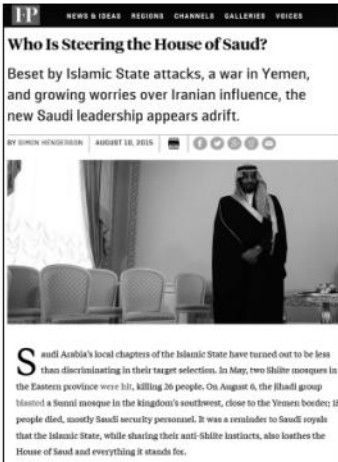 FP NEWS & IDEAS REGIONS CHANNELS GALLERIES VOICES
Who Is Steering the House of Saud?
Beset by Islamic State attacks, a war in Yemen,
and growing worries over Iranian influence, the
new Saudi leadership appears adrift.
BY SIMON HENDERSON AUGUST 10, 2015
Saudi Arabia's local chapters of the Islamic State have turned out to be less
than discriminating in their target selection. In May, two Shiite mosques in
the Eastern province were hit, killing 26 people. On August 6, the jihadi group
blasted a Sunni mosque in the kingdom's southwest, close to the Yemen border;
people died, mostly Saudi security personnel. It was a reminder to Saudi royals
that the Islamic State, while sharing their anti-Shiite instincts, also loathes the
House of Saud and everything it stands for.